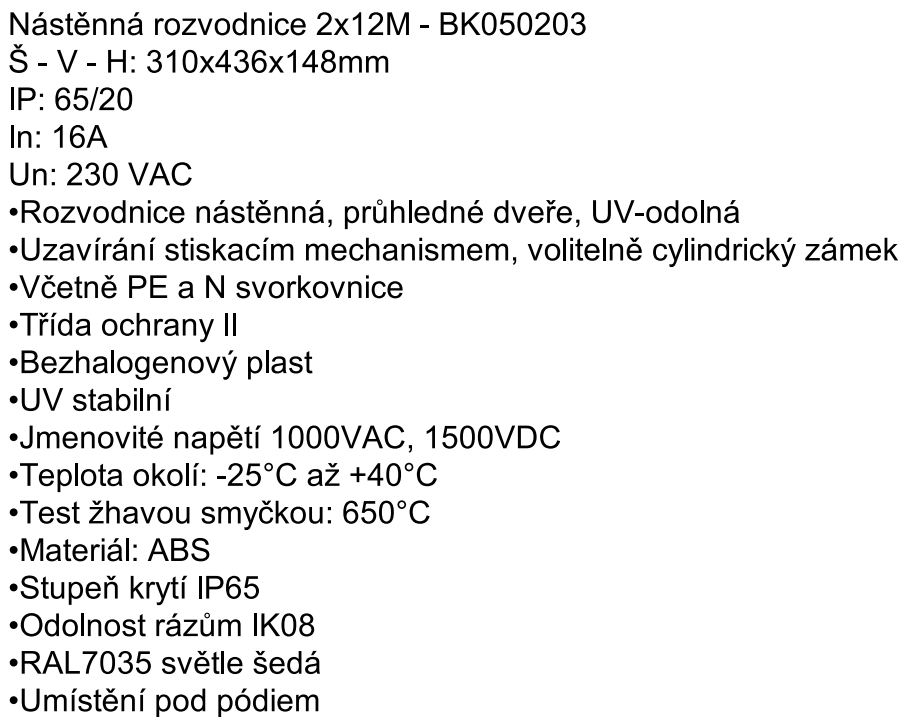 Nástěnná rozvodnice 2x12M - BK050203
Š - V - H: 310x436x148mm
IP: 65/20
In: 16A
Un: 230 VAC
•Rozvodnice nástěnná, průhledné dveře, UV-odolná
•Uzavírání stiskacím mechanismem, volitelně cylindrický zámek
•Včetně PE a N svorkovnice
•Třída ochrany II
•Bezhalogenový plast
•UV stabilní
•Jmenovité napětí 1000VAC, 1500VDC
•Teplota okolí: -25°C až +40°C
•Test žhavou smyčkou: 650°C
•Materiál: ABS
•Stupeň krytí IP65
•Odolnost rázům IK08
•RAL7035 světle šedá
•Umístění pod pódiem